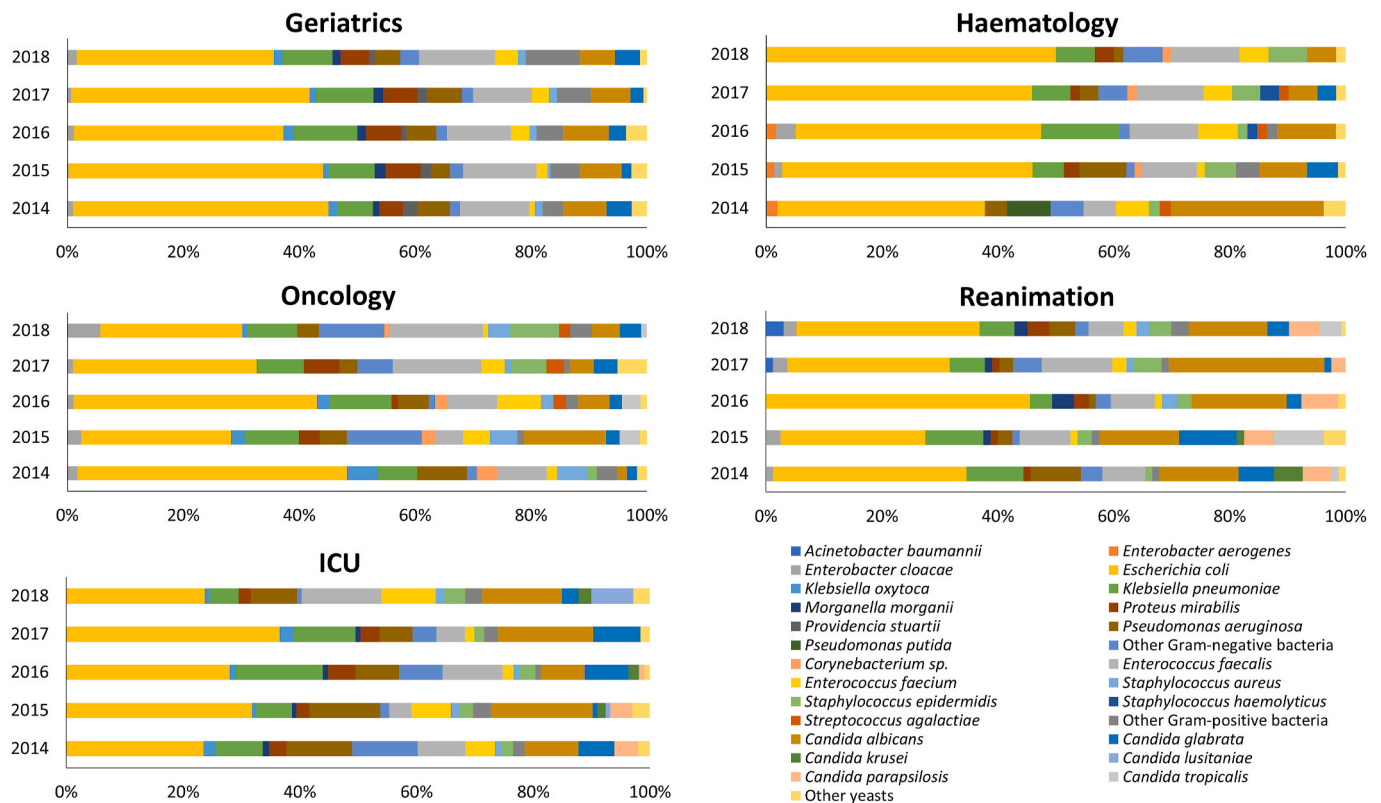 Geriatrics
2018
2017
2016
2015
2014
0% 20% 40% 60% 80% 100%
Haematology
2018
2017
2016
2015
2014
0% 20% 40% 60% 80% 100%
Oncology
2018
2017
2016
2015
2014
0% 20% 40% 60% 80% 100%
Reanimation
2018
2017
2016
2015
2014
0% 20% 40% 60% 80% 100%
ICU
2018
2017
2016
2015
2014
0% 20% 40% 60% 80% 100%
Acinetobacter baumannii Enterobacter aerogenes
Enterobacter cloacae Escherichia coli
Klebsiella oxytoca Klebsiella pneumoniae
Morganella morganii Proteus mirabilis
Providencia stuartii Pseudomonas aeruginosa
Pseudomonas putida Other Gram-negative bacteria
Corynebacterium sp. Enterococcus faecalis
Enterococcus faecium Staphylococcus aureus
Staphylococcus epidermidis Staphylococcus haemolyticus
Streptococcus agalactiae Other Gram-positive bacteria
Candida albicans Candida glabrata
Candida krusei Candida lusitaniae
Candida parapsilosis Candida tropicalis
Other yeasts